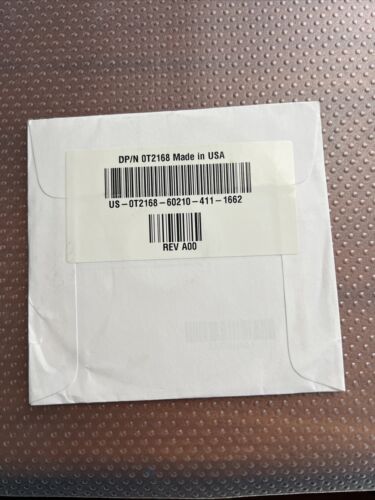 DP/N 0T2168 Made in USA
US-0T2168-60210-411-1662
REV A00